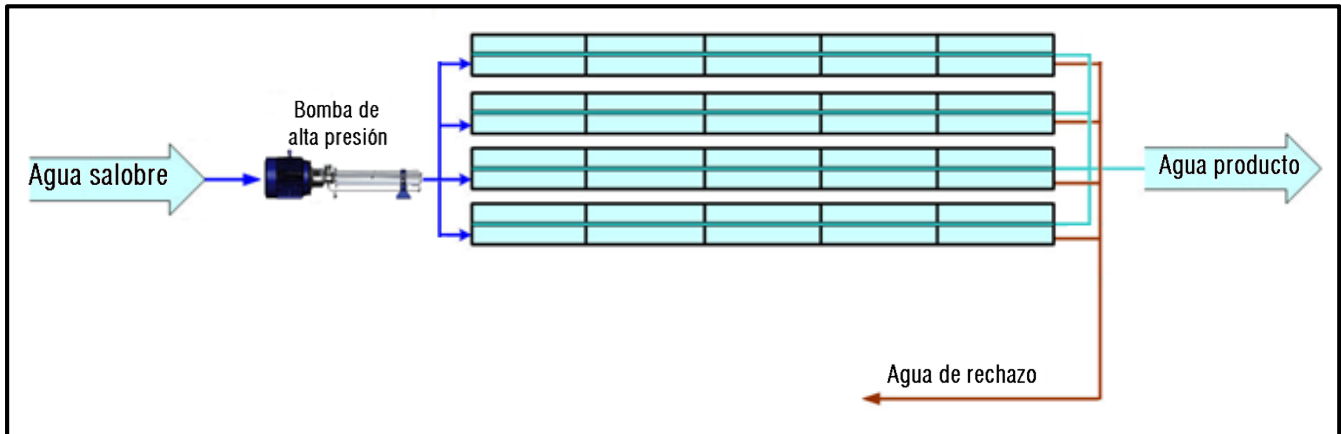 Bomba de
alta presión
Agua salobre
Agua producto
Agua de rechazo